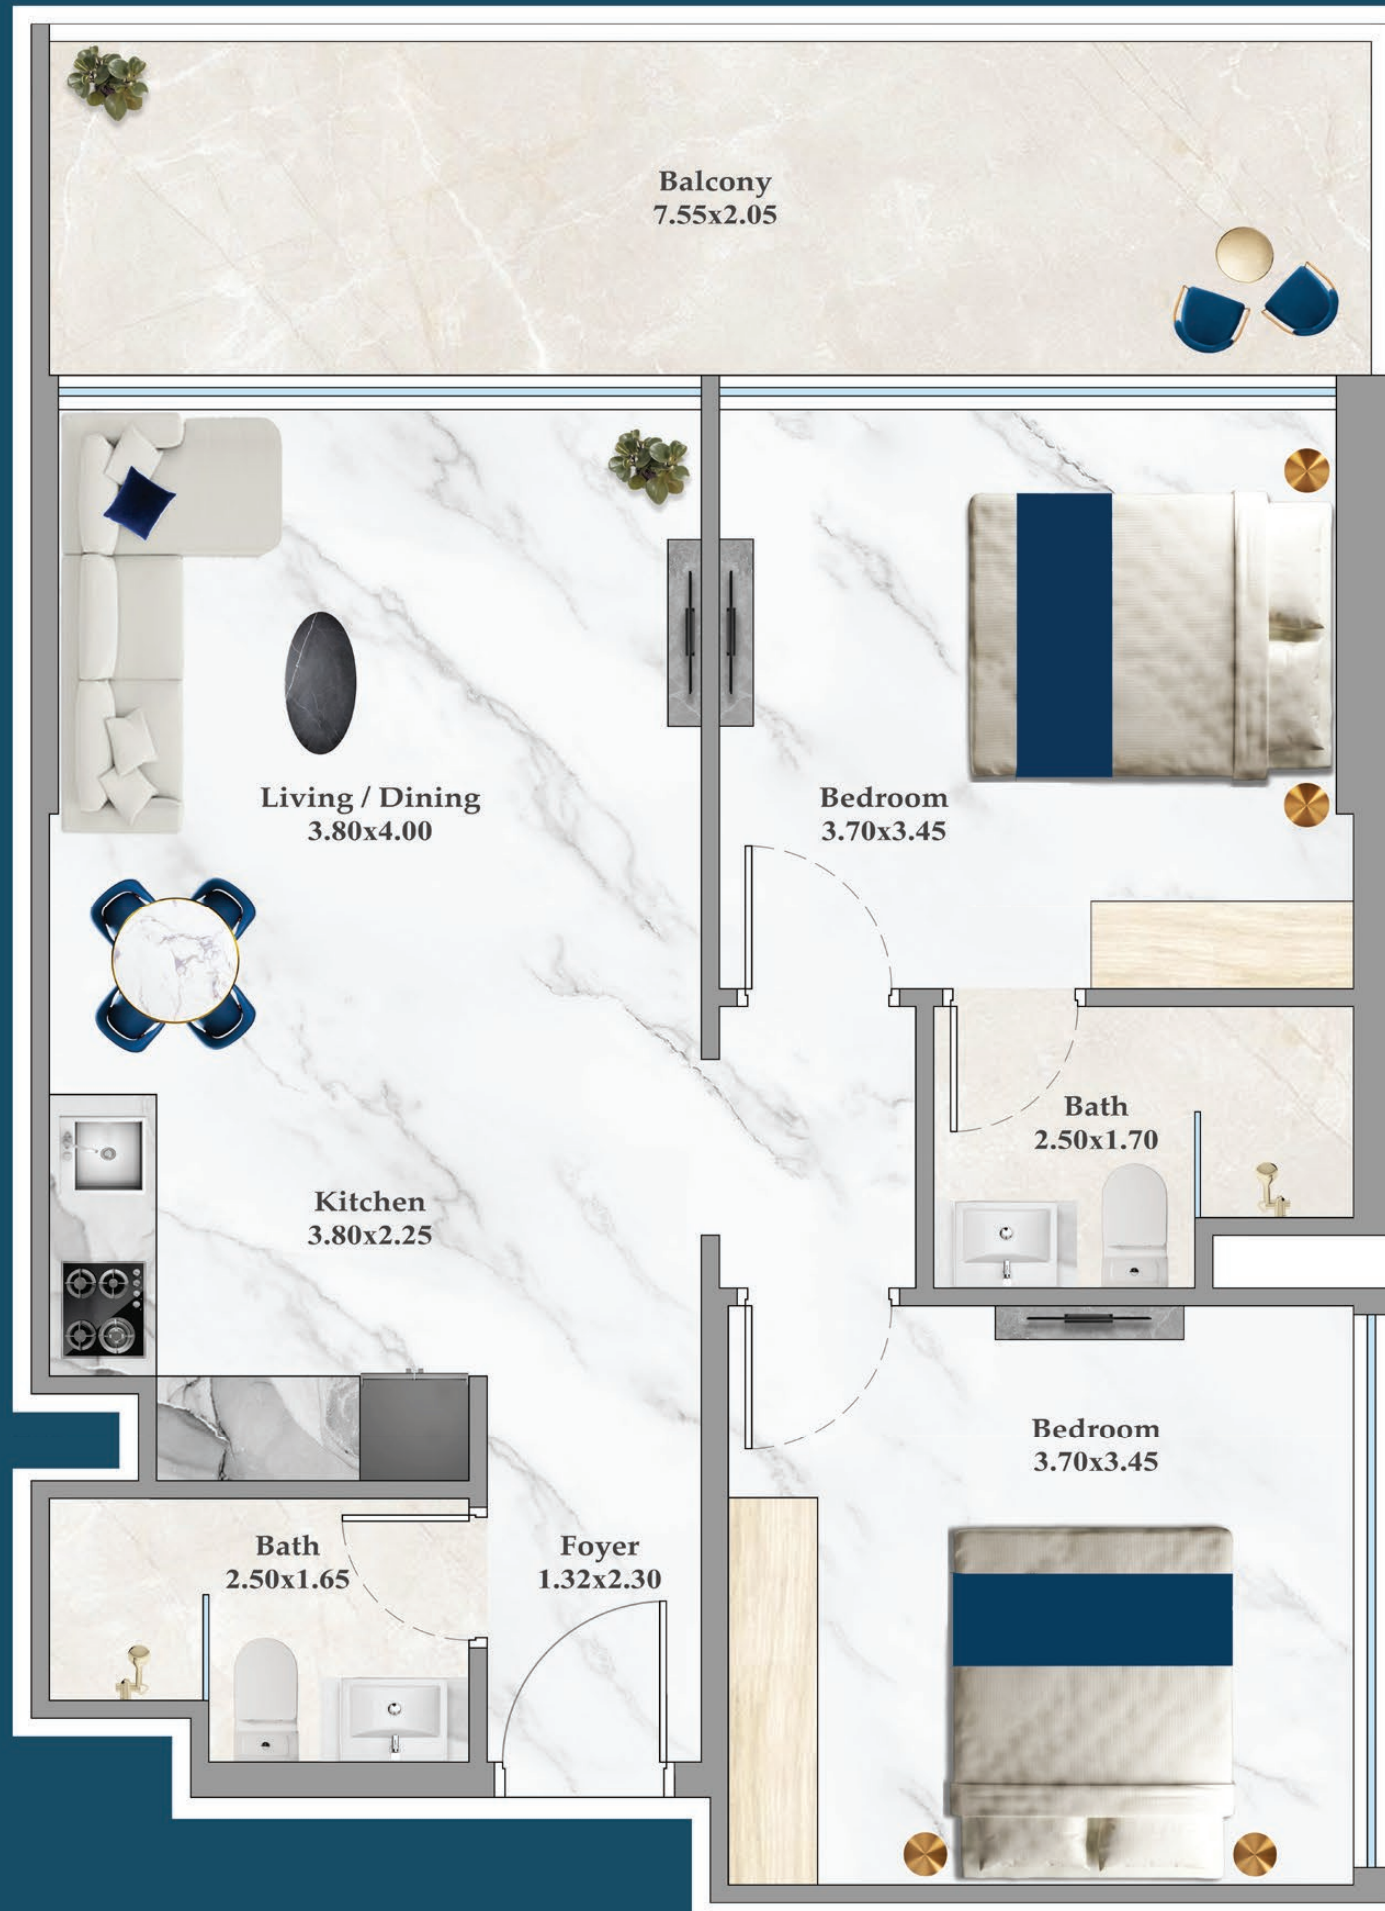 Balcony
7.55x2.05
Living / Dining
3.80x4.00
Bedroom
3.70x3.45
Bath
2.50x1.70
Kitchen
3.80x2.25
Bedroom
3.70x3.45
Bath
2.50x1.65
Foyer
1.32x2.30